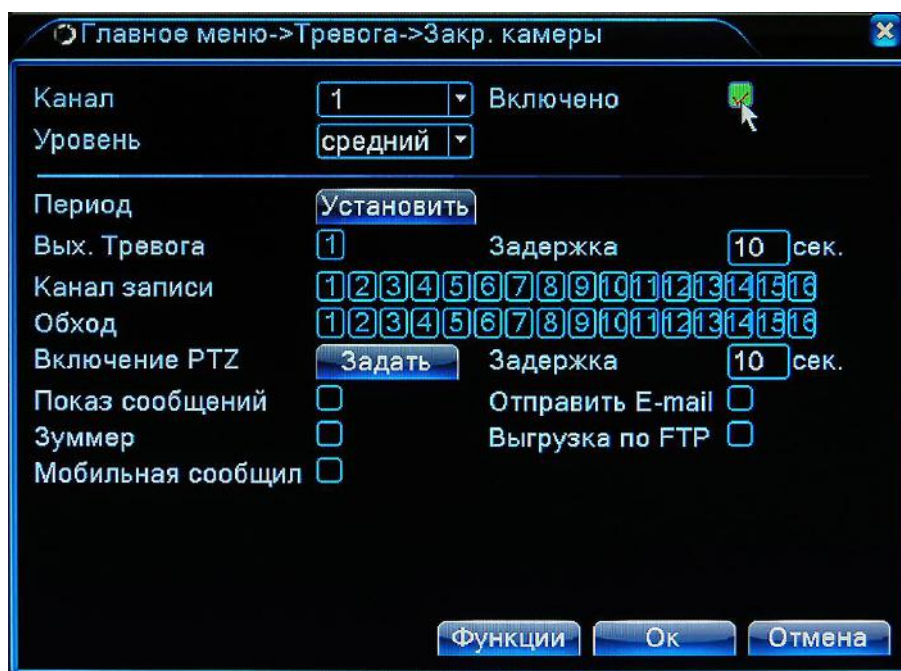 Главное меню->Тревога->Закр. камеры
Канал 1 Включено
Уровень средний
Период Установить
Вых. Тревога 1 Задержка 10 сек.
Канал записи 1 2 3 4 5 6 7 8 9 10 11 12 13 14 15 16
Обход 1 2 3 4 5 6 7 8 9 10 11 12 13 14 15 16
Включение PTZ Задать Задержка 10 сек.
Показ сообщений Отправить E-mail
Зуммер Выгрузка по FTP
Мобильная сообщил
Функции Ок Отмена